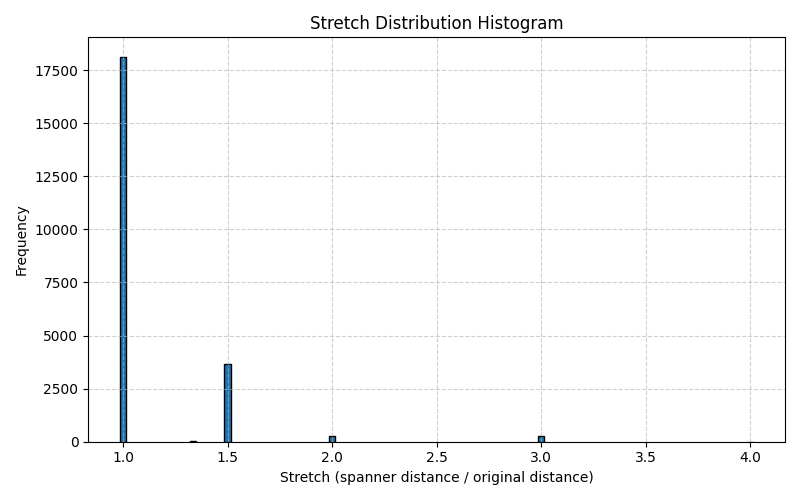 Stretch Distribution Histogram
17500
15000
12500
10000
7500
5000
2500
0
Frequency
1.0 1.5 2.0 2.5 3.0 3.5 4.0
Stretch (spanner distance / original distance)